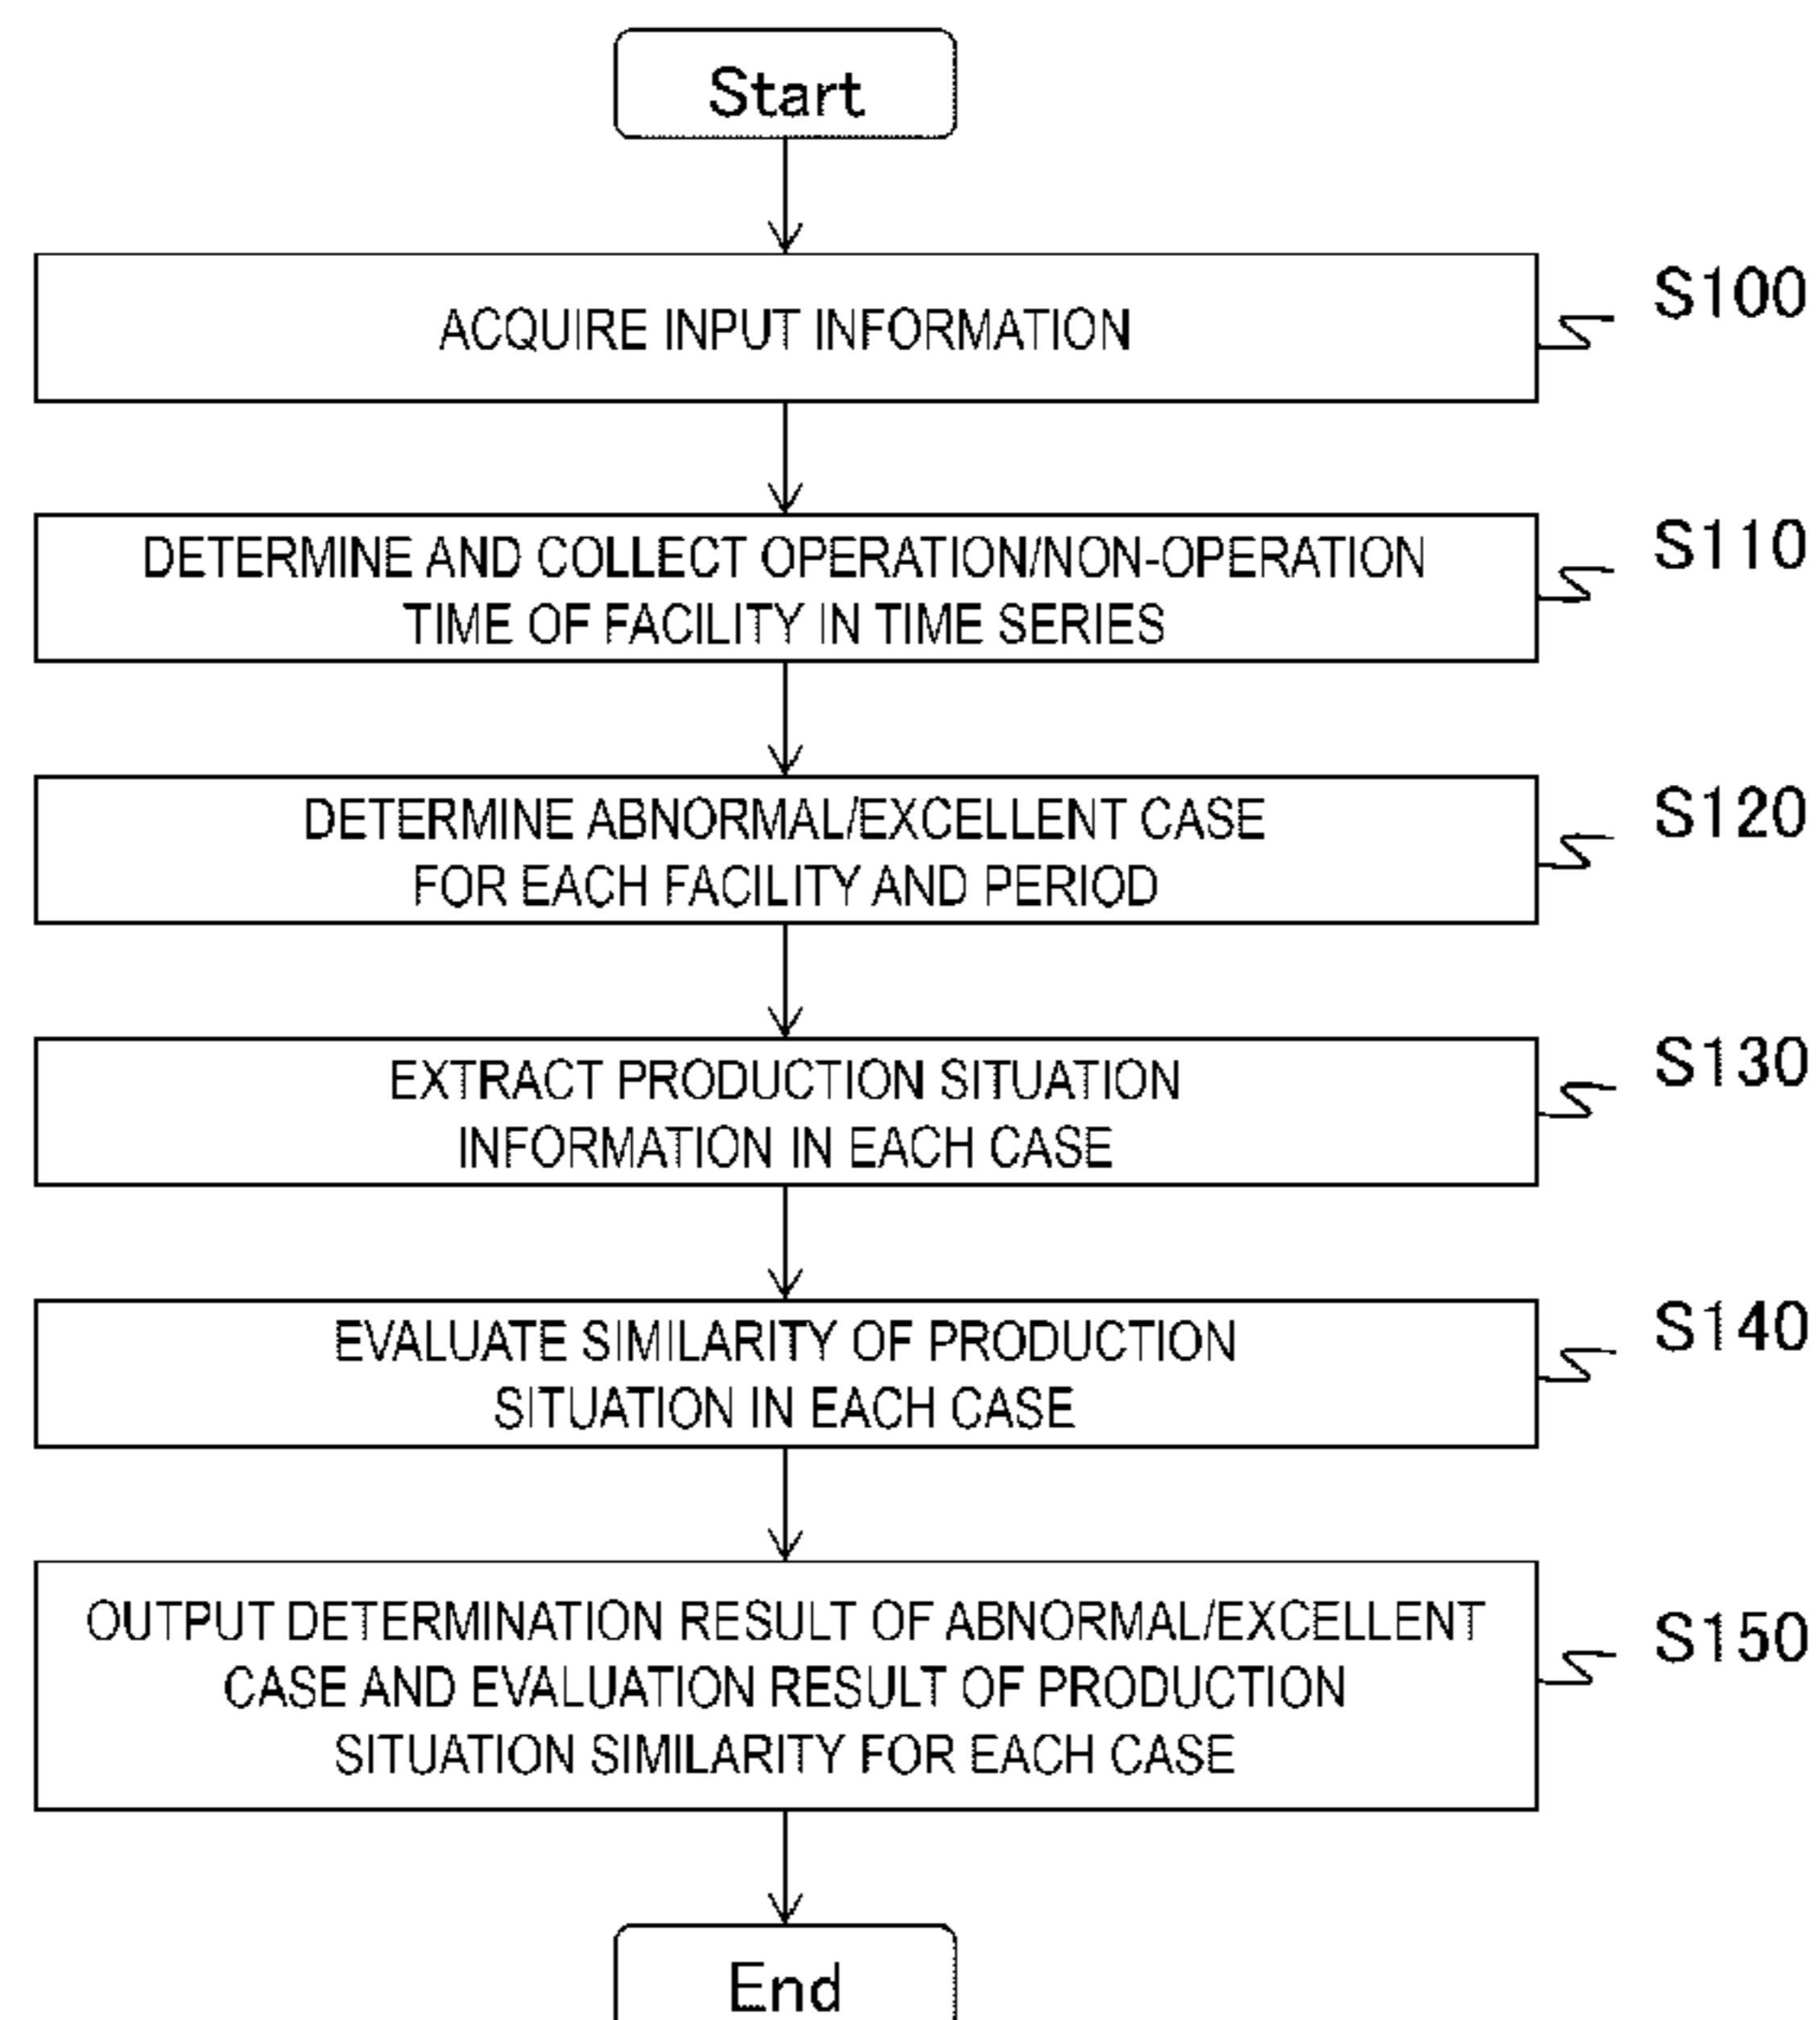 Start
ACQUIRE INPUT INFORMATION
S100
DETERMINE AND COLLECT OPERATION/NON-OPERATION
TIME OF FACILITY IN TIME SERIES
S110
DETERMINE ABNORMAL/EXCELLENT CASE
FOR EACH FACILITY AND PERIOD
S120
EXTRACT PRODUCTION SITUATION
INFORMATION IN EACH CASE
S130
EVALUATE SIMILARITY OF PRODUCTION
SITUATION IN EACH CASE
S140
OUTPUT DETERMINATION RESULT OF ABNORMAL/EXCELLENT
CASE AND EVALUATION RESULT OF PRODUCTION
SITUATION SIMILARITY FOR EACH CASE
S150
End